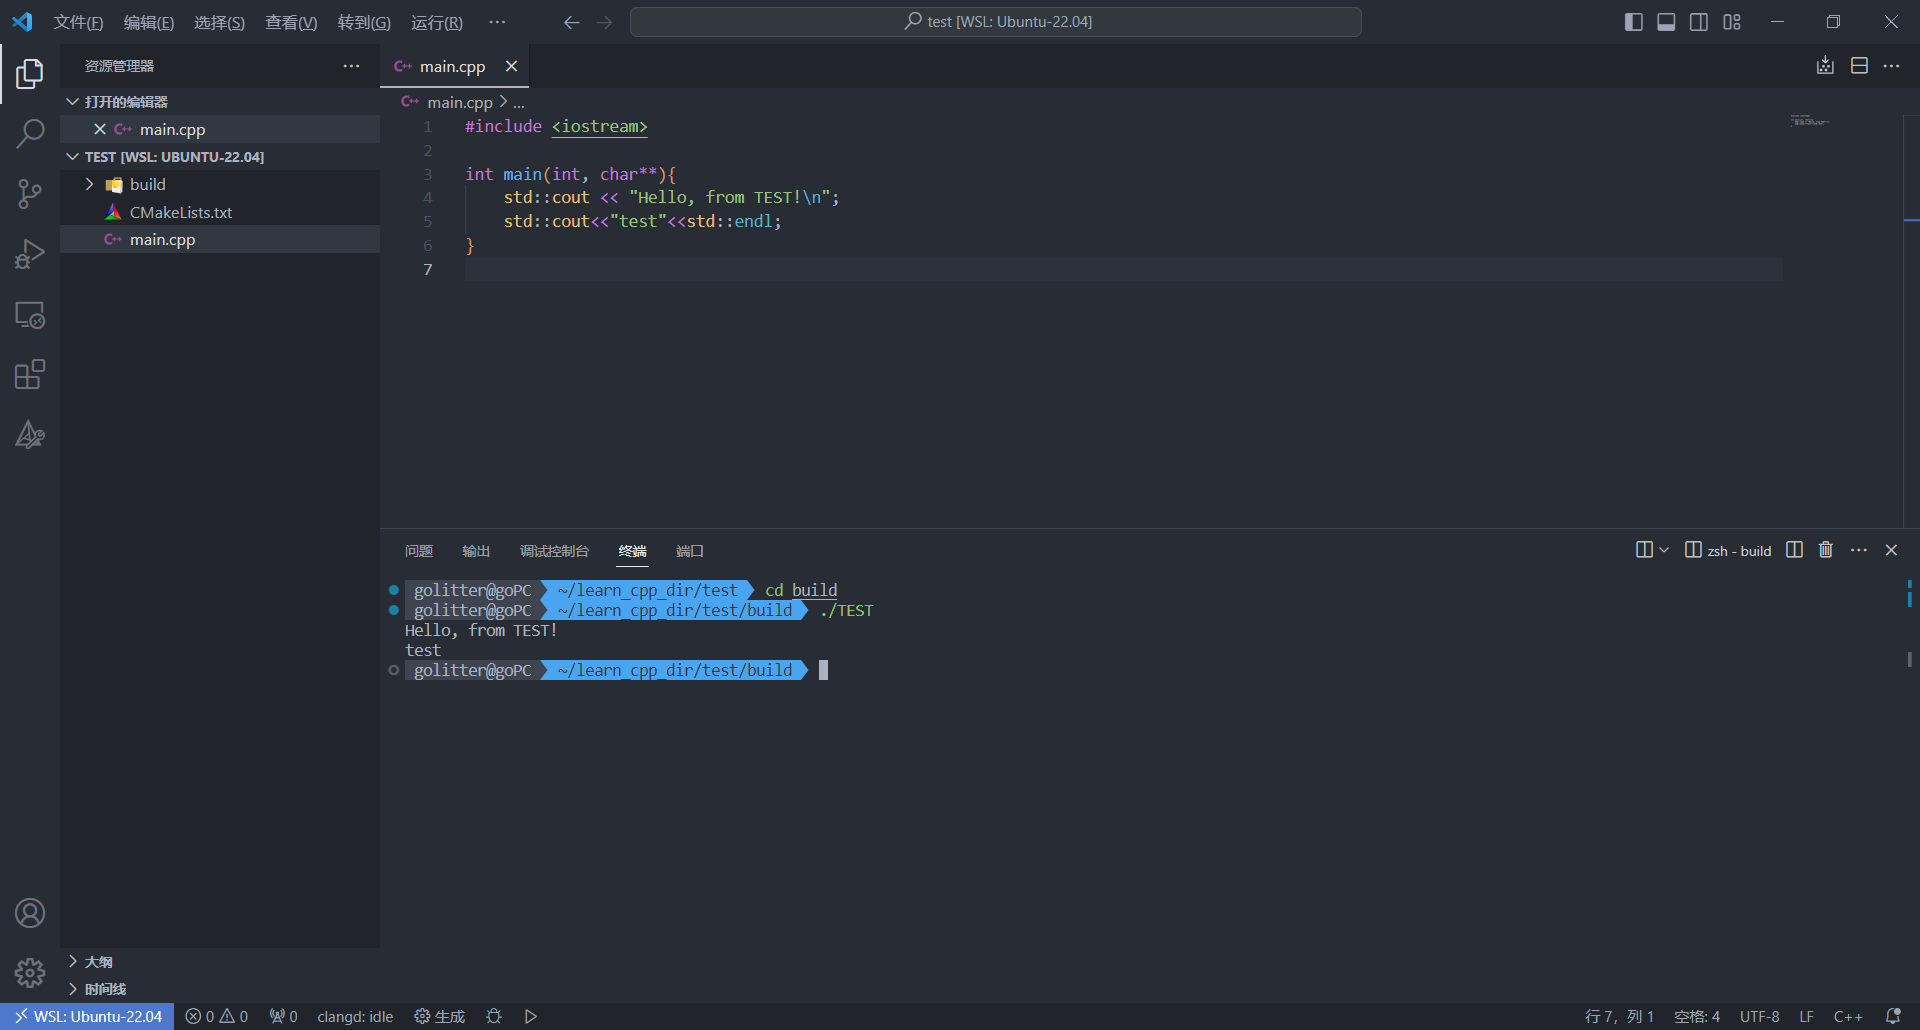 文件(F) 编辑(E) 选择(S) 查看(V) 转到(G) 运行(R) ··· test [WSL: Ubuntu-22.04]
资源管理器 ···
打开的编辑器
main.cpp
TEST [WSL: UBUNTU-22.04]
build
CMakeLists.txt
main.cpp
大纲
时间线
main.cpp
main.cpp > ...
1 #include <iostream>
2
3 int main(int, char**){
4     std::cout << "Hello, from TEST!\n";
5     std::cout<<"test"<<std::endl;
6 }
7
问题 输出 调试控制台 终端 端口 zsh - build
golitter@goPC ~/learn_cpp_dir/test cd build
golitter@goPC ~/learn_cpp_dir/test/build ./TEST
Hello, from TEST!
test
golitter@goPC ~/learn_cpp_dir/test/build
WSL: Ubuntu-22.04 0 0 0 clangd: idle 生成 行 7，列 1 空格: 4 UTF-8 LF C++